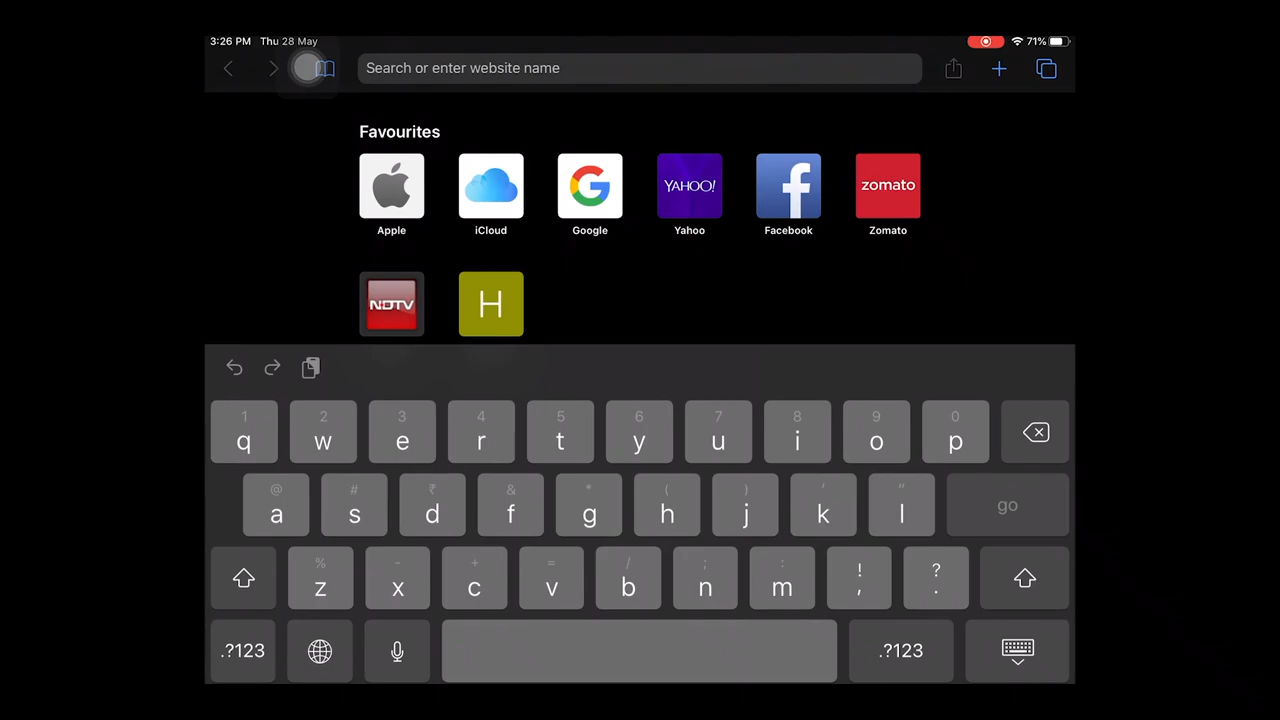 3:26 PM Thu 28 May 71%
Search or enter website name
Favourites
zomato YAHOO!
Apple iCloud Google Yahoo Facebook Zomato
NDTV H
1 2 3 4 5 6 7 8 9 0
q w e r t y u i o p
@ # ₹ & * ( ) ' "
a s d f g h j k l go
% - + = / ; : ! ?
z x c v b n m , .
.?123 .?123